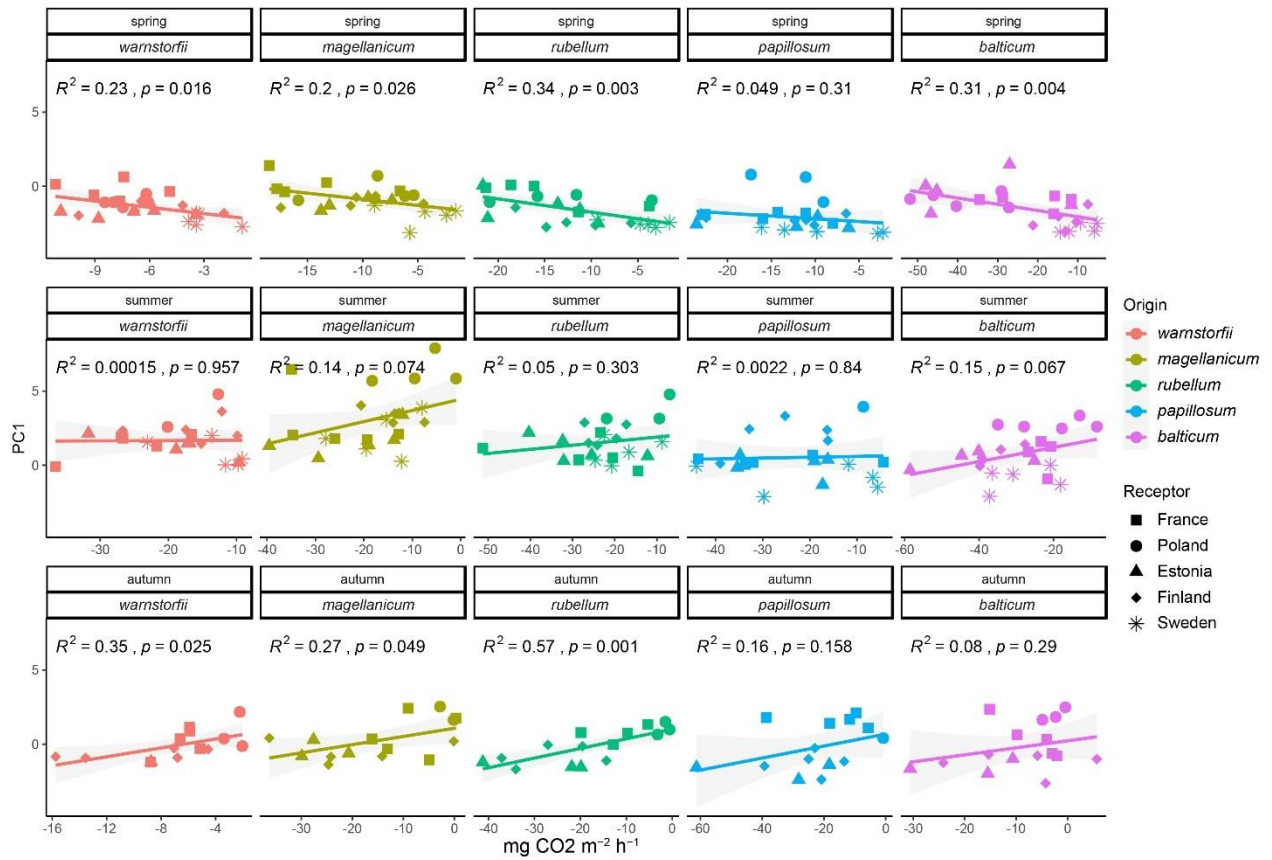 spring spring spring spring spring
warnstorfii magellanicum rubellum papillosum balticum
R² = 0.23 , p = 0.016 R² = 0.2 , p = 0.026 R² = 0.34 , p = 0.003 R² = 0.049 , p = 0.31 R² = 0.31 , p = 0.004
5
0
-9 -6 -3 -15 -10 -5 -20 -15 -10 -5 -20 -15 -10 -5 -50 -40 -30 -20 -10
summer summer summer summer summer
warnstorfii magellanicum rubellum papillosum balticum
R² = 0.00015 , p = 0.957 R² = 0.14 , p = 0.074 R² = 0.05 , p = 0.303 R² = 0.0022 , p = 0.84 R² = 0.15 , p = 0.067
PC1
5
0
-30 -20 -10 -40 -30 -20 -10 0 -50 -40 -30 -20 -10 -40 -30 -20 -10 -60 -40 -20
autumn autumn autumn autumn autumn
warnstorfii magellanicum rubellum papillosum balticum
R² = 0.35 , p = 0.025 R² = 0.27 , p = 0.049 R² = 0.57 , p = 0.001 R² = 0.16 , p = 0.158 R² = 0.08 , p = 0.29
5
0
-16 -12 -8 -4 -30 -20 -10 0 -40 -30 -20 -10 0 -60 -40 -20 0 -30 -20 -10 0
mg CO2 m⁻² h⁻¹
Origin
warnstorfii
magellanicum
rubellum
papillosum
balticum
Receptor
France
Poland
Estonia
Finland
Sweden